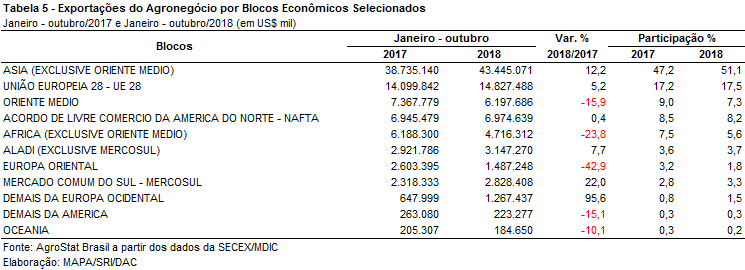 Tabela 5 - Exportações do Agronegócio por Blocos Econômicos Selecionados
Janeiro - outubro/2017 e Janeiro - outubro/2018 (em US$ mil)
Blocos Janeiro - outubro Var. % Participação %
2017 2018 2018/2017 2017 2018
ASIA (EXCLUSIVE ORIENTE MEDIO) 38.735.140 43.445.071 12,2 47,2 51,1
UNIÃO EUROPEIA 28 - UE 28 14.099.842 14.827.488 5,2 17,2 17,5
ORIENTE MEDIO 7.367.779 6.197.686 -15,9 9,0 7,3
ACORDO DE LIVRE COMERCIO DA AMERICA DO NORTE - NAFTA 6.945.479 6.974.639 0,4 8,5 8,2
AFRICA (EXCLUSIVE ORIENTE MEDIO) 6.188.300 4.716.312 -23,8 7,5 5,6
ALADI (EXCLUSIVE MERCOSUL) 2.921.786 3.147.270 7,7 3,6 3,7
EUROPA ORIENTAL 2.603.395 1.487.248 -42,9 3,2 1,8
MERCADO COMUM DO SUL - MERCOSUL 2.318.333 2.828.408 22,0 2,8 3,3
DEMAIS DA EUROPA OCIDENTAL 647.999 1.267.437 95,6 0,8 1,5
DEMAIS DA AMERICA 263.080 223.277 -15,1 0,3 0,3
OCEANIA 205.307 184.650 -10,1 0,3 0,2
Fonte: AgroStat Brasil a partir dos dados da SECEX/MDIC
Elaboração: MAPA/SRI/DAC